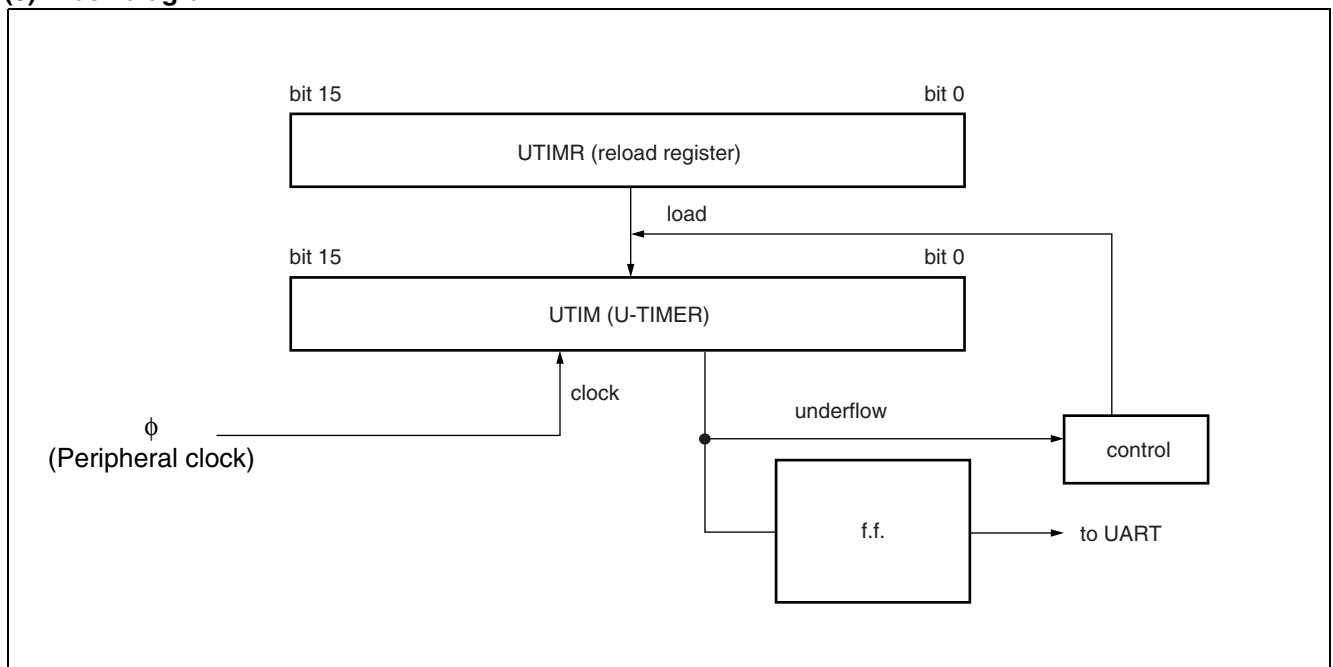 bit 15 bit 0
UTIMR (reload register)
load
bit 15 bit 0
UTIM (U-TIMER)
clock
underflow
ϕ
(Peripheral clock)
control
f.f.
to UART